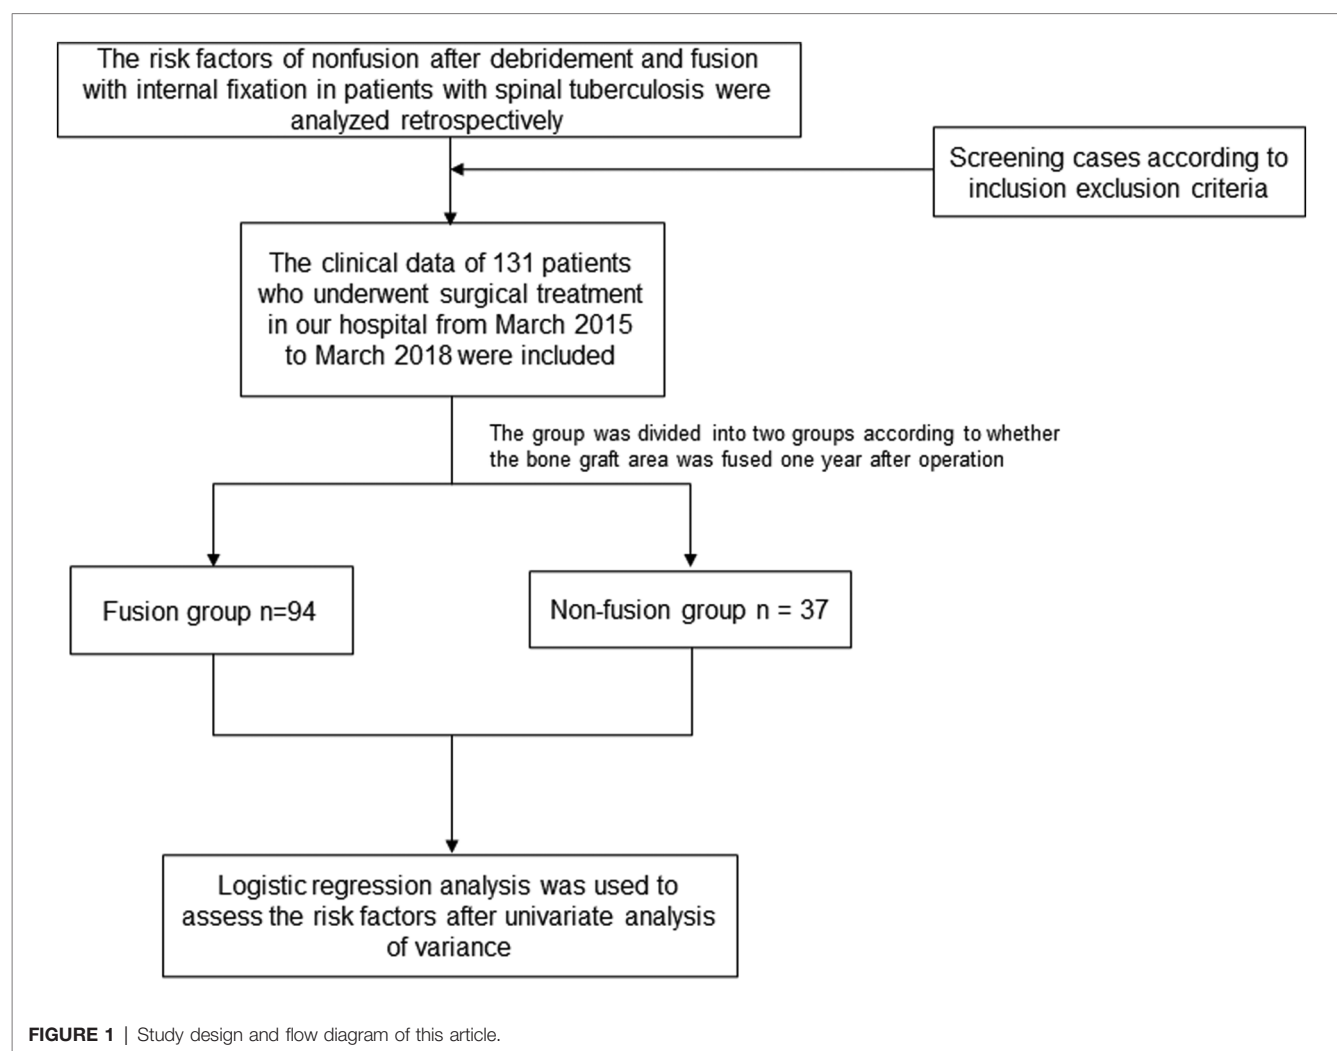 The risk factors of nonfusion after debridement and fusion
with internal fixation in patients with spinal tuberculosis were
analyzed retrospectively
Screening cases according to
inclusion exclusion criteria
The clinical data of 131 patients
who underwent surgical treatment
in our hospital from March 2015
to March 2018 were included
The group was divided into two groups according to whether
the bone graft area was fused one year after operation
Fusion group n=94
Non-fusion group n = 37
Logistic regression analysis was used to
assess the risk factors after univariate analysis
of variance
FIGURE 1 | Study design and flow diagram of this article.